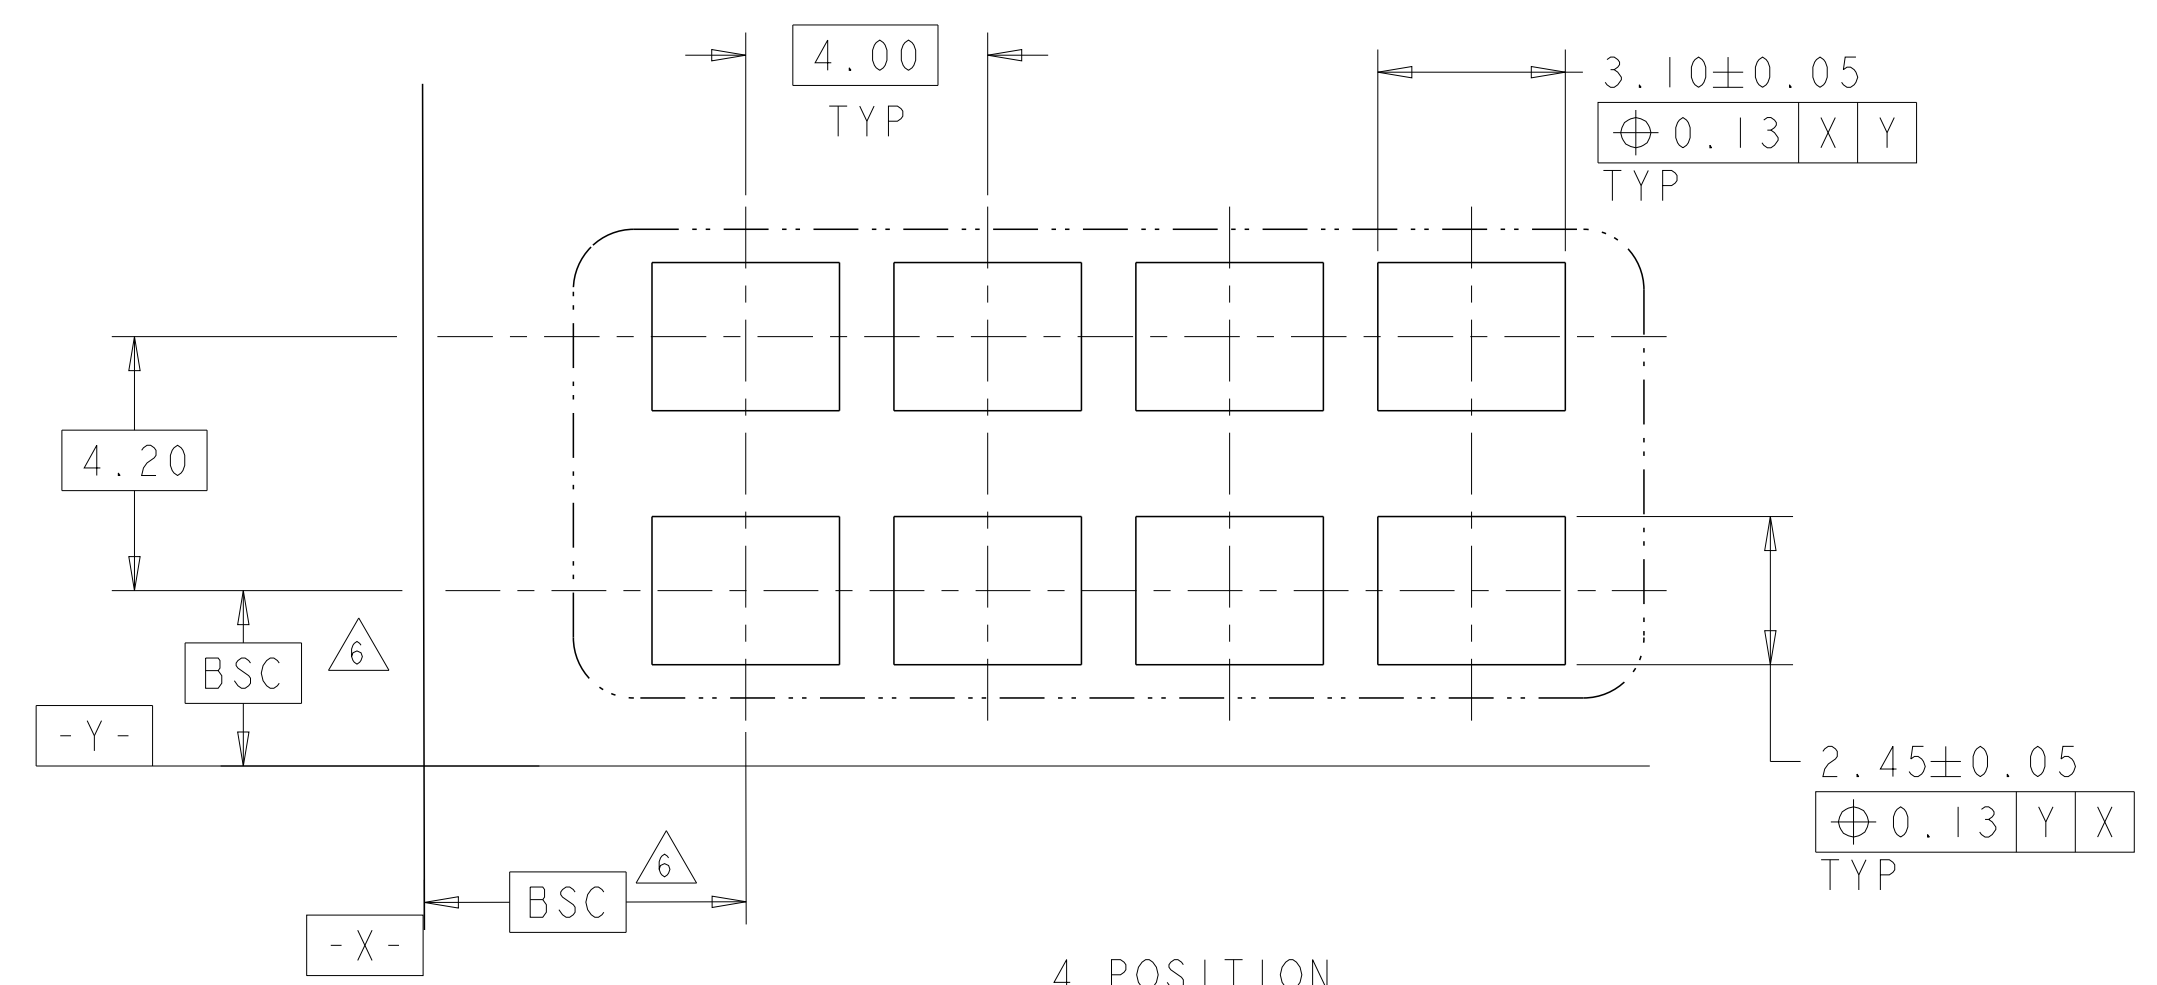 4.00
TYP
3.10±0.05
⌖ 0.13 X Y
TYP
4.20
BSC 6
-Y-
2.45±0.05
⌖ 0.13 Y X
TYP
BSC 6
-X-
4 POSITION